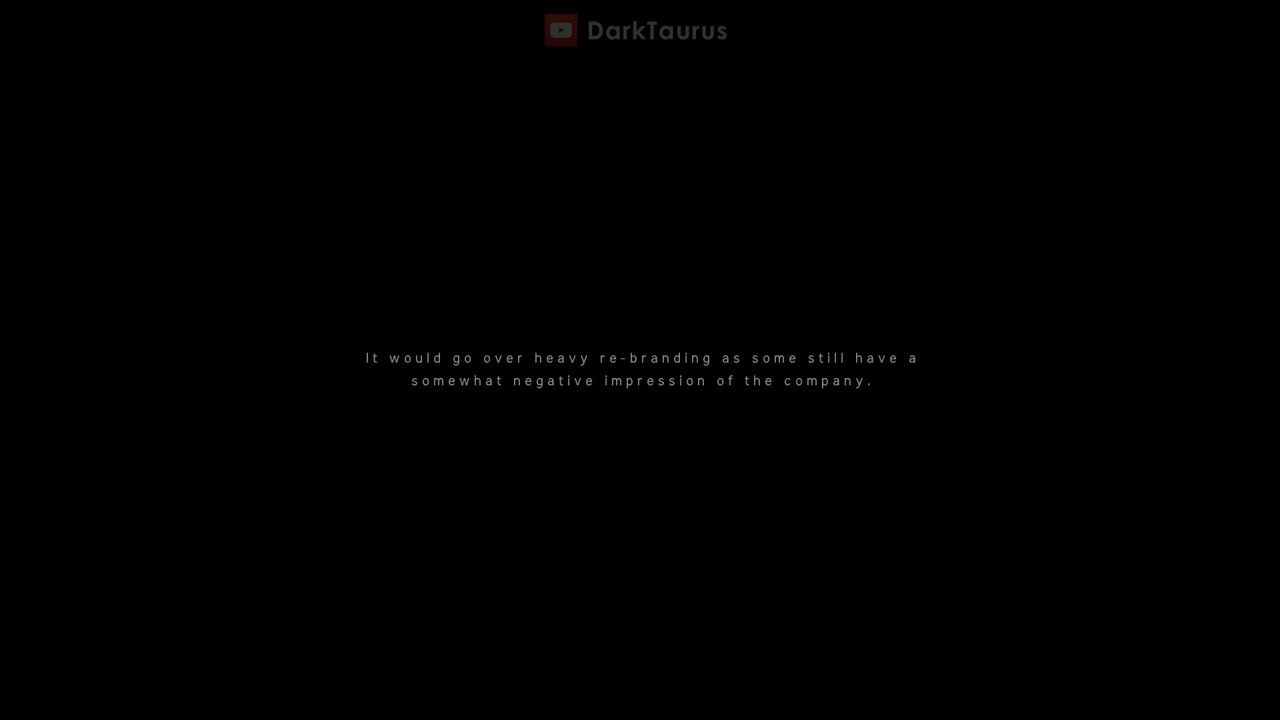 DarkTaurus
It would go over heavy re-branding as some still have a
somewhat negative impression of the company.